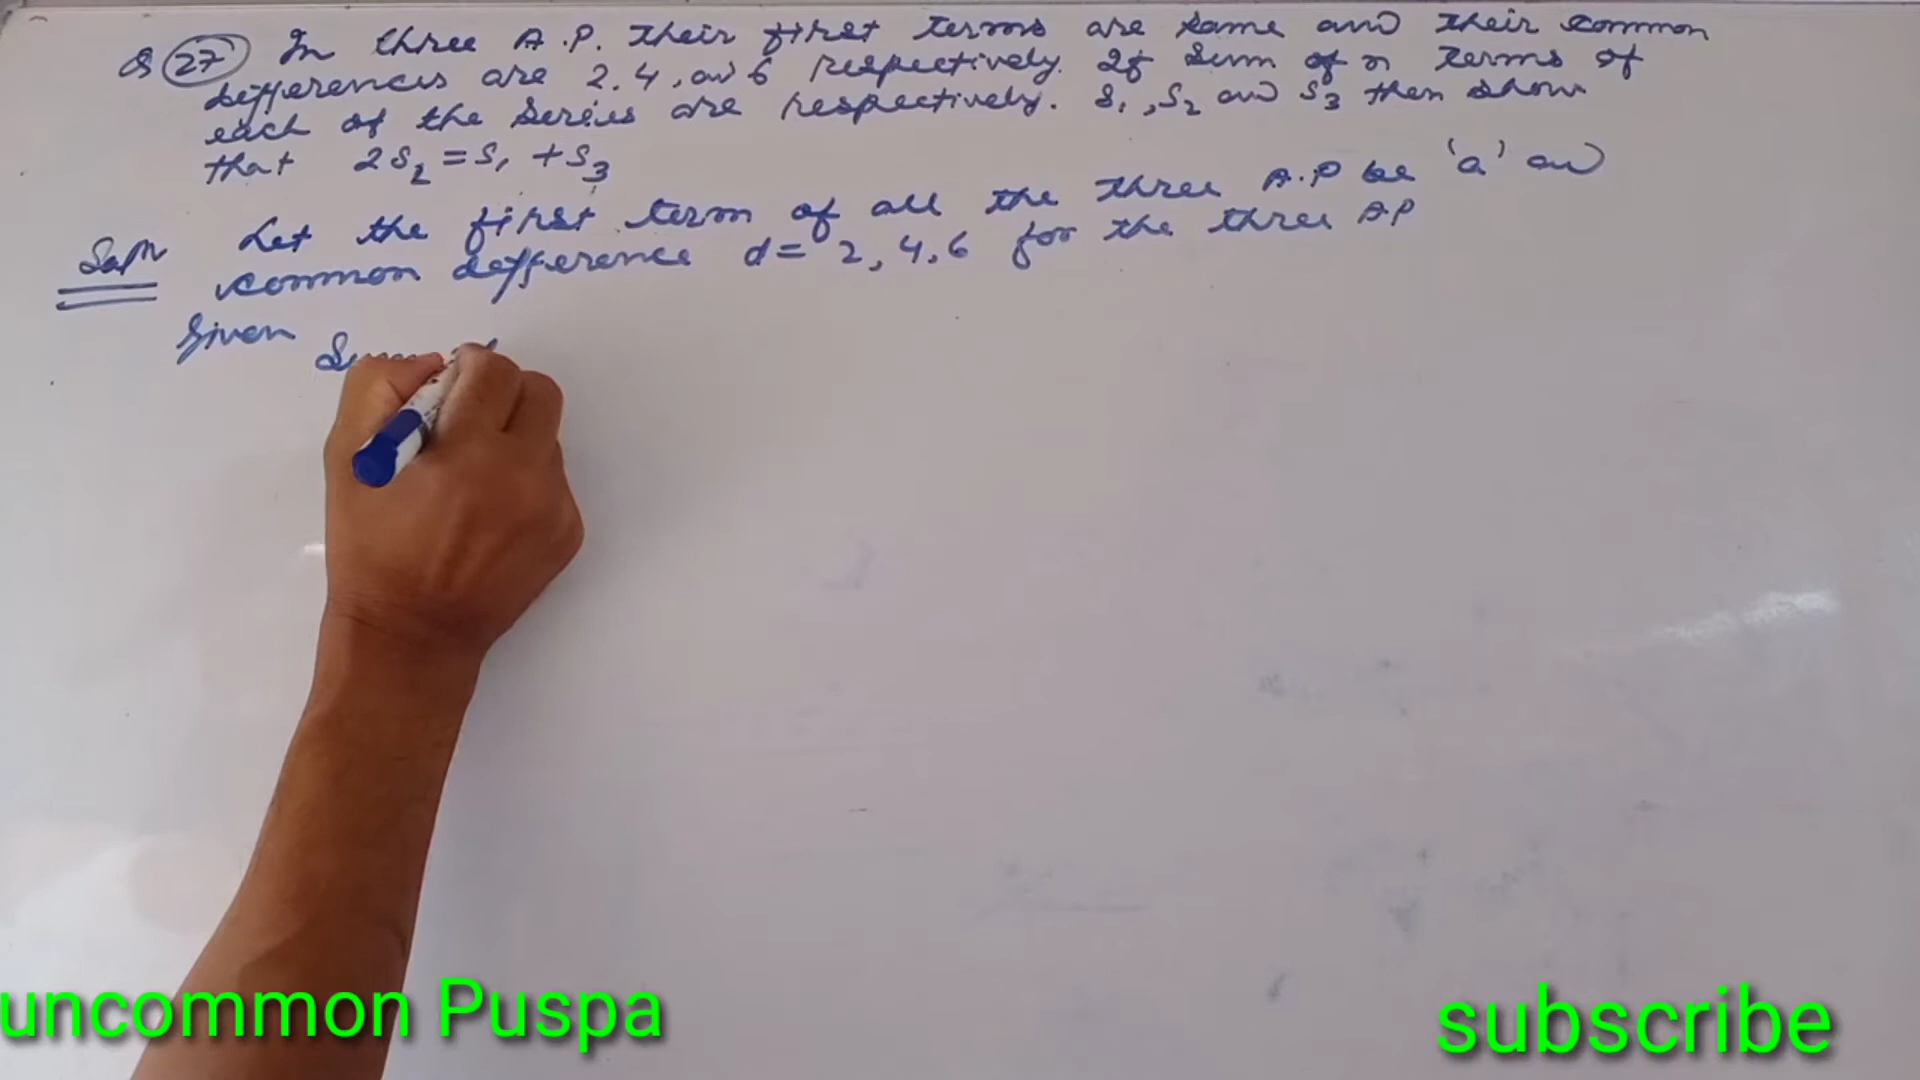 Q 27 In three A.P. their first terms are same and their common
differences are 2, 4, and 6 respectively. If Sum of n terms of
each of the series are respectively. S₁, S₂ and S₃ then show
that 2S₂ = S₁ + S₃
Soln Let the first term of all the three A.P be 'a' and
common difference d = 2, 4, 6 for the three AP
Given
Sum
uncommon Puspa
subscribe